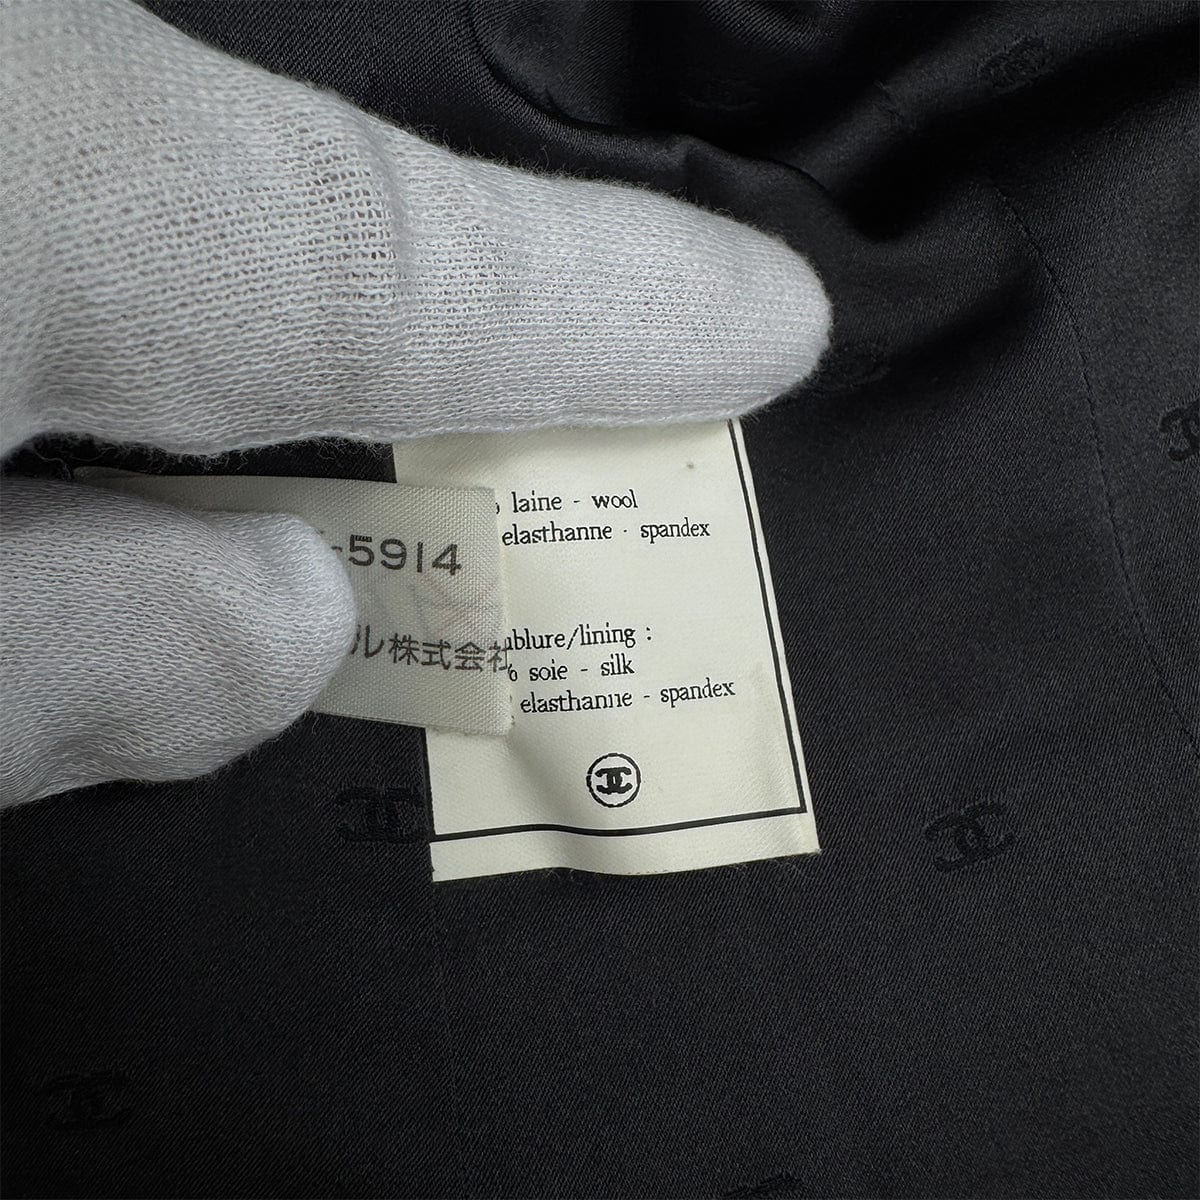 laine - wool
elasthanne - spandex
-5914
ル株式会社
ublure/lining :
% soie - silk
elasthanne - spandex